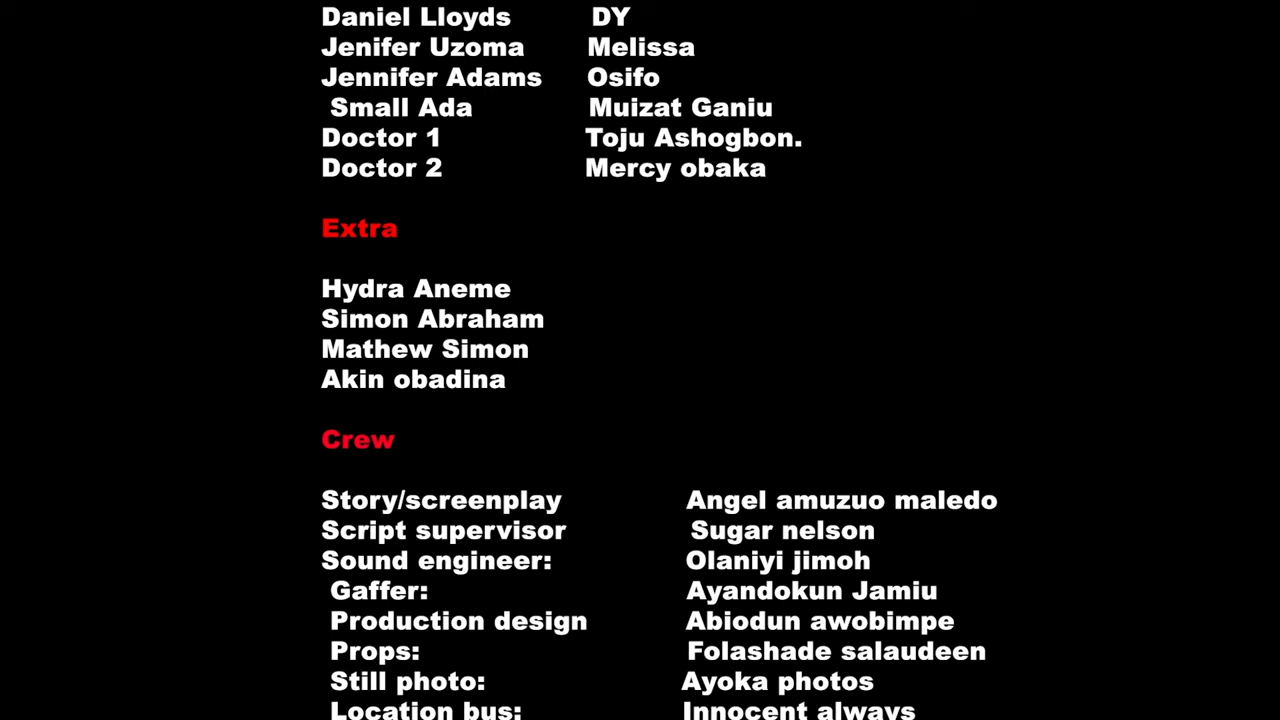 Daniel Lloyds DY
Jenifer Uzoma Melissa
Jennifer Adams Osifo
Small Ada Muizat Ganiu
Doctor 1 Toju Ashogbon.
Doctor 2 Mercy obaka
Extra
Hydra Aneme
Simon Abraham
Mathew Simon
Akin obadina
Crew
Story/screenplay Angel amuzuo maledo
Script supervisor Sugar nelson
Sound engineer: Olaniyi jimoh
Gaffer: Ayandokun Jamiu
Production design Abiodun awobimpe
Props: Folashade salaudeen
Still photo: Ayoka photos
Location bus: Innocent always